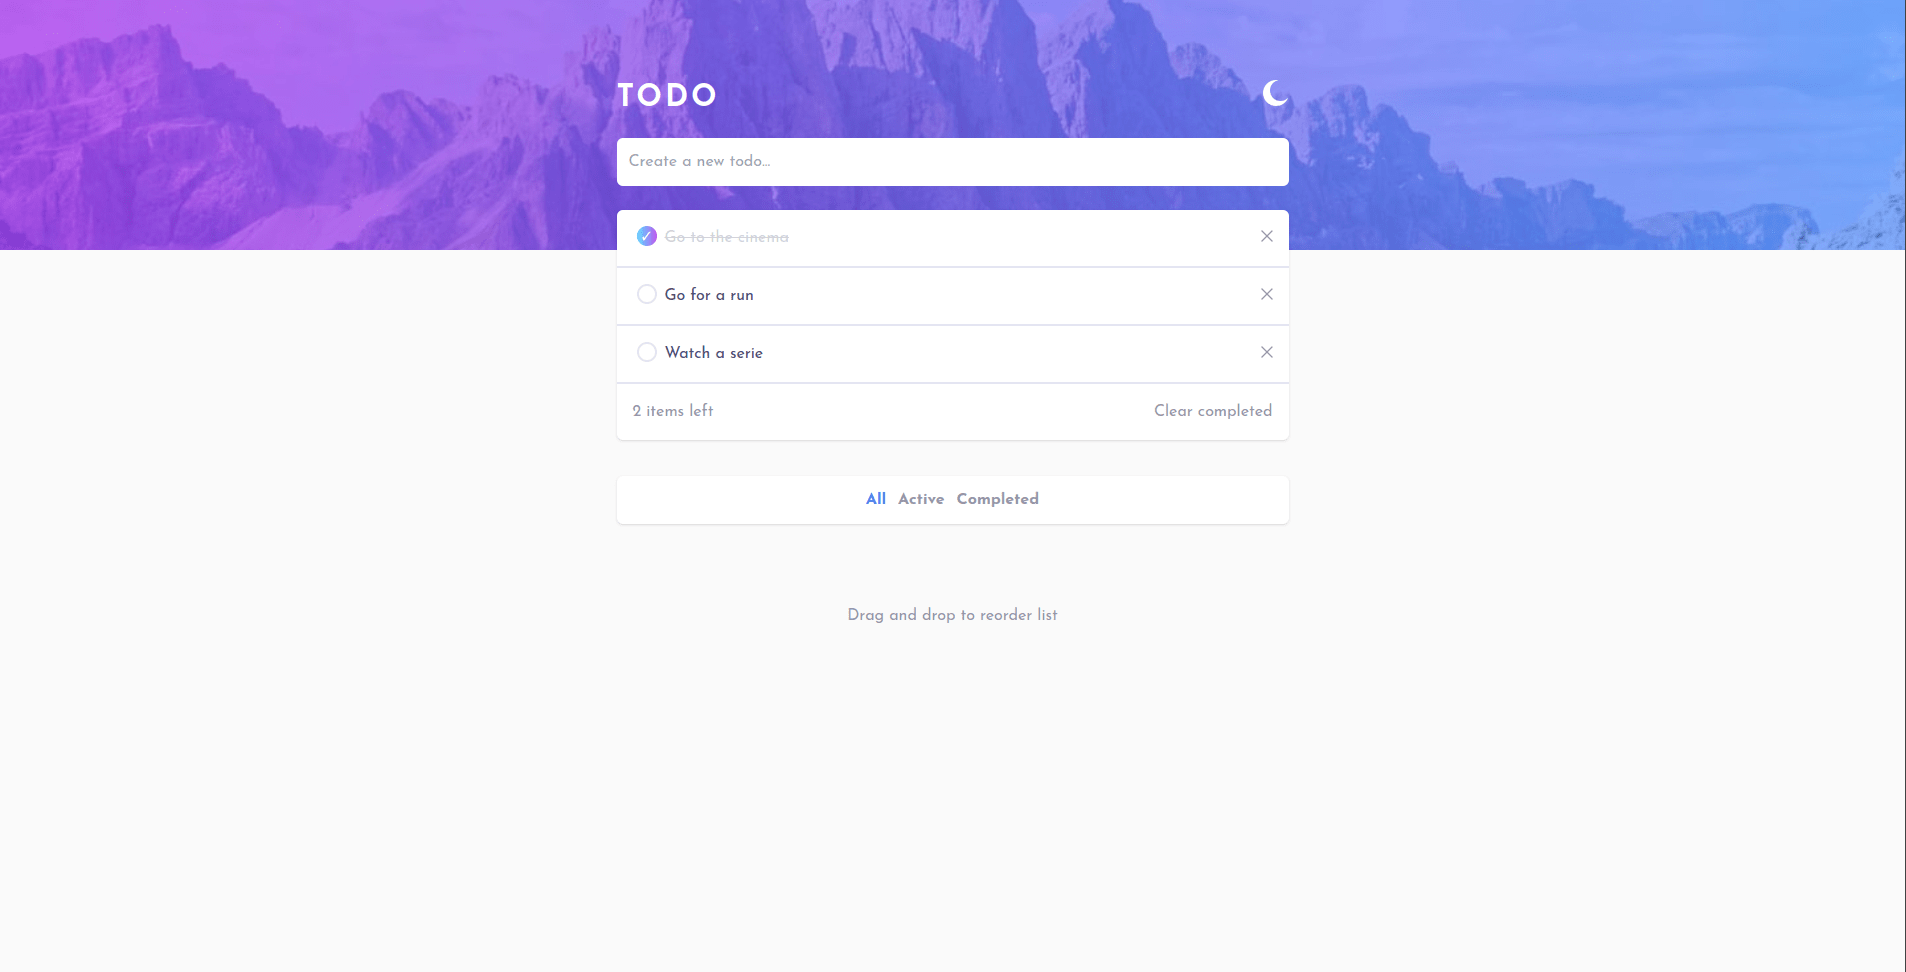 TODO
Create a new todo...
Go to the cinema
Go for a run
Watch a serie
2 items left Clear completed
All Active Completed
Drag and drop to reorder list